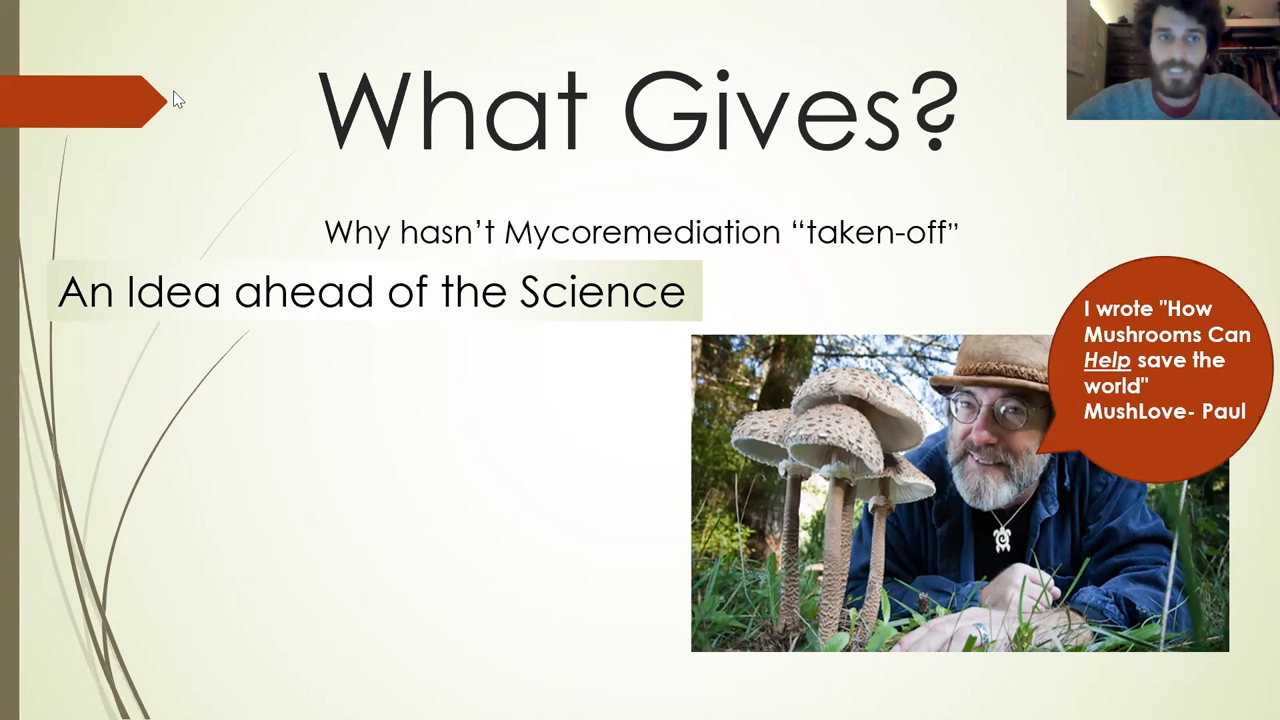 What Gives?
Why hasn't Mycoremediation “taken-off”
An Idea ahead of the Science
I wrote "How
Mushrooms Can
Help save the
world"
MushLove- Paul